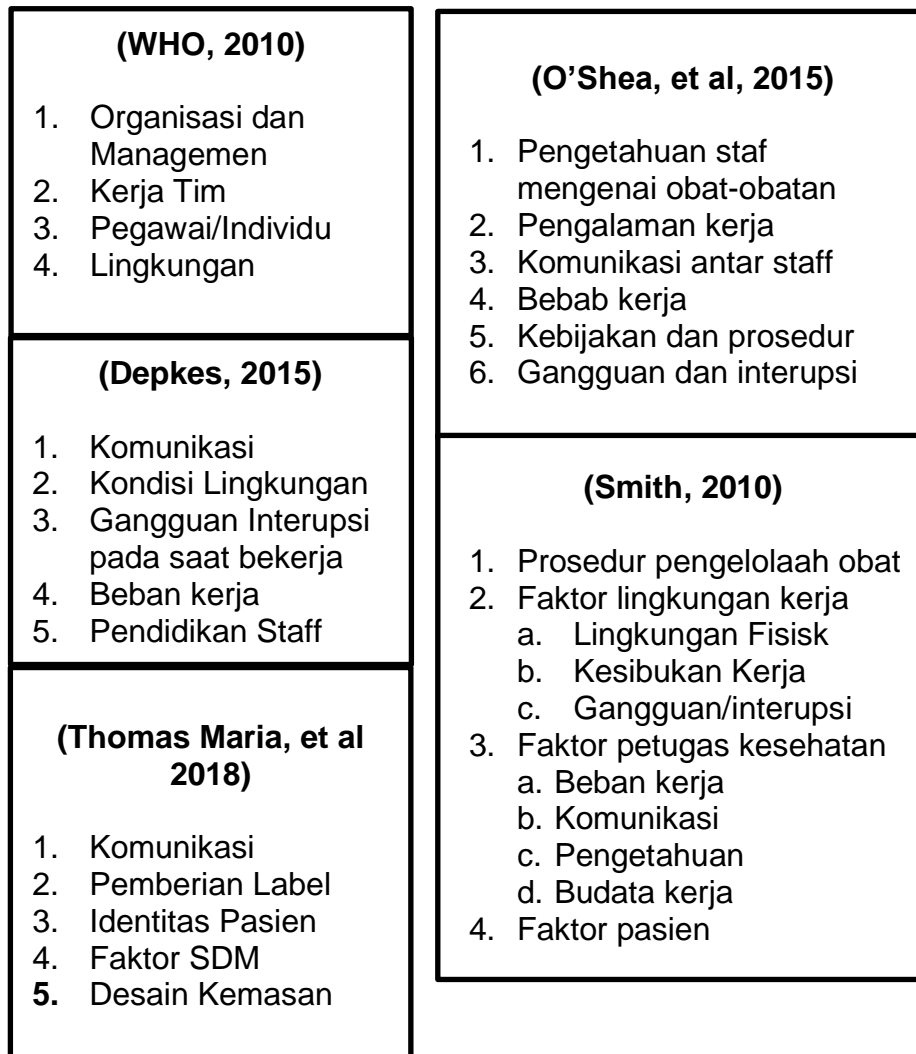 (WHO, 2010)
1. Organisasi dan
Managemen
2. Kerja Tim
3. Pegawai/Individu
4. Lingkungan
(Depkes, 2015)
1. Komunikasi
2. Kondisi Lingkungan
3. Gangguan Interupsi
pada saat bekerja
4. Beban kerja
5. Pendidikan Staff
(Thomas Maria, et al
2018)
1. Komunikasi
2. Pemberian Label
3. Identitas Pasien
4. Faktor SDM
5. Desain Kemasan
(O’Shea, et al, 2015)
1. Pengetahuan staf
mengenai obat-obatan
2. Pengalaman kerja
3. Komunikasi antar staff
4. Bebab kerja
5. Kebijakan dan prosedur
6. Gangguan dan interupsi
(Smith, 2010)
1. Prosedur pengelolaah obat
2. Faktor lingkungan kerja
a. Lingkungan Fisisk
b. Kesibukan Kerja
c. Gangguan/interupsi
3. Faktor petugas kesehatan
a. Beban kerja
b. Komunikasi
c. Pengetahuan
d. Budata kerja
4. Faktor pasien